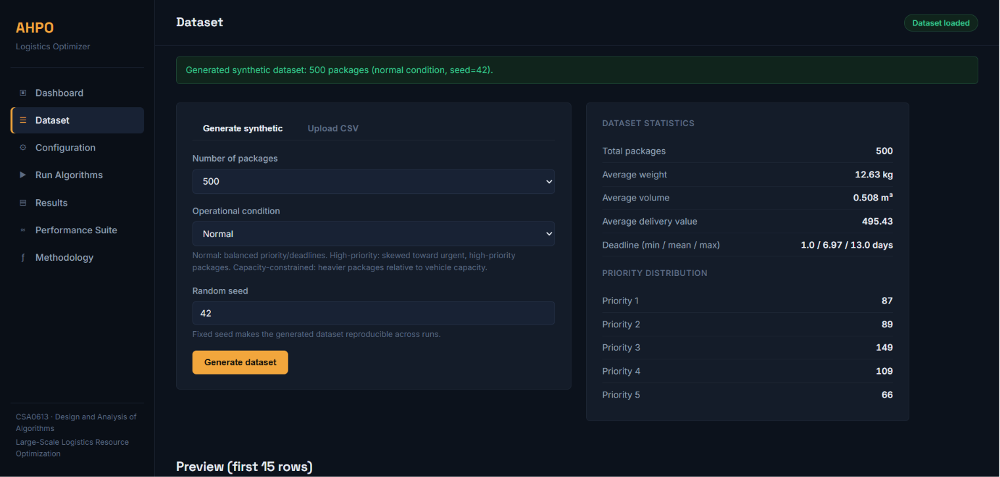 AHPO
Logistics Optimizer
Dashboard
Dataset
Configuration
Run Algorithms
Results
Performance Suite
Methodology
CSA0613 · Design and Analysis of
Algorithms
Large-Scale Logistics Resource
Optimization
Dataset
Dataset loaded
Generated synthetic dataset: 500 packages (normal condition, seed=42).
Generate synthetic Upload CSV
Number of packages
500
Operational condition
Normal
Normal: balanced priority/deadlines. High-priority: skewed toward urgent, high-priority
packages. Capacity-constrained: heavier packages relative to vehicle capacity.
Random seed
42
Fixed seed makes the generated dataset reproducible across runs.
Generate dataset
DATASET STATISTICS
Total packages 500
Average weight 12.63 kg
Average volume 0.508 m³
Average delivery value 495.43
Deadline (min / mean / max) 1.0 / 6.97 / 13.0 days
PRIORITY DISTRIBUTION
Priority 1 87
Priority 2 89
Priority 3 149
Priority 4 109
Priority 5 66
Preview (first 15 rows)